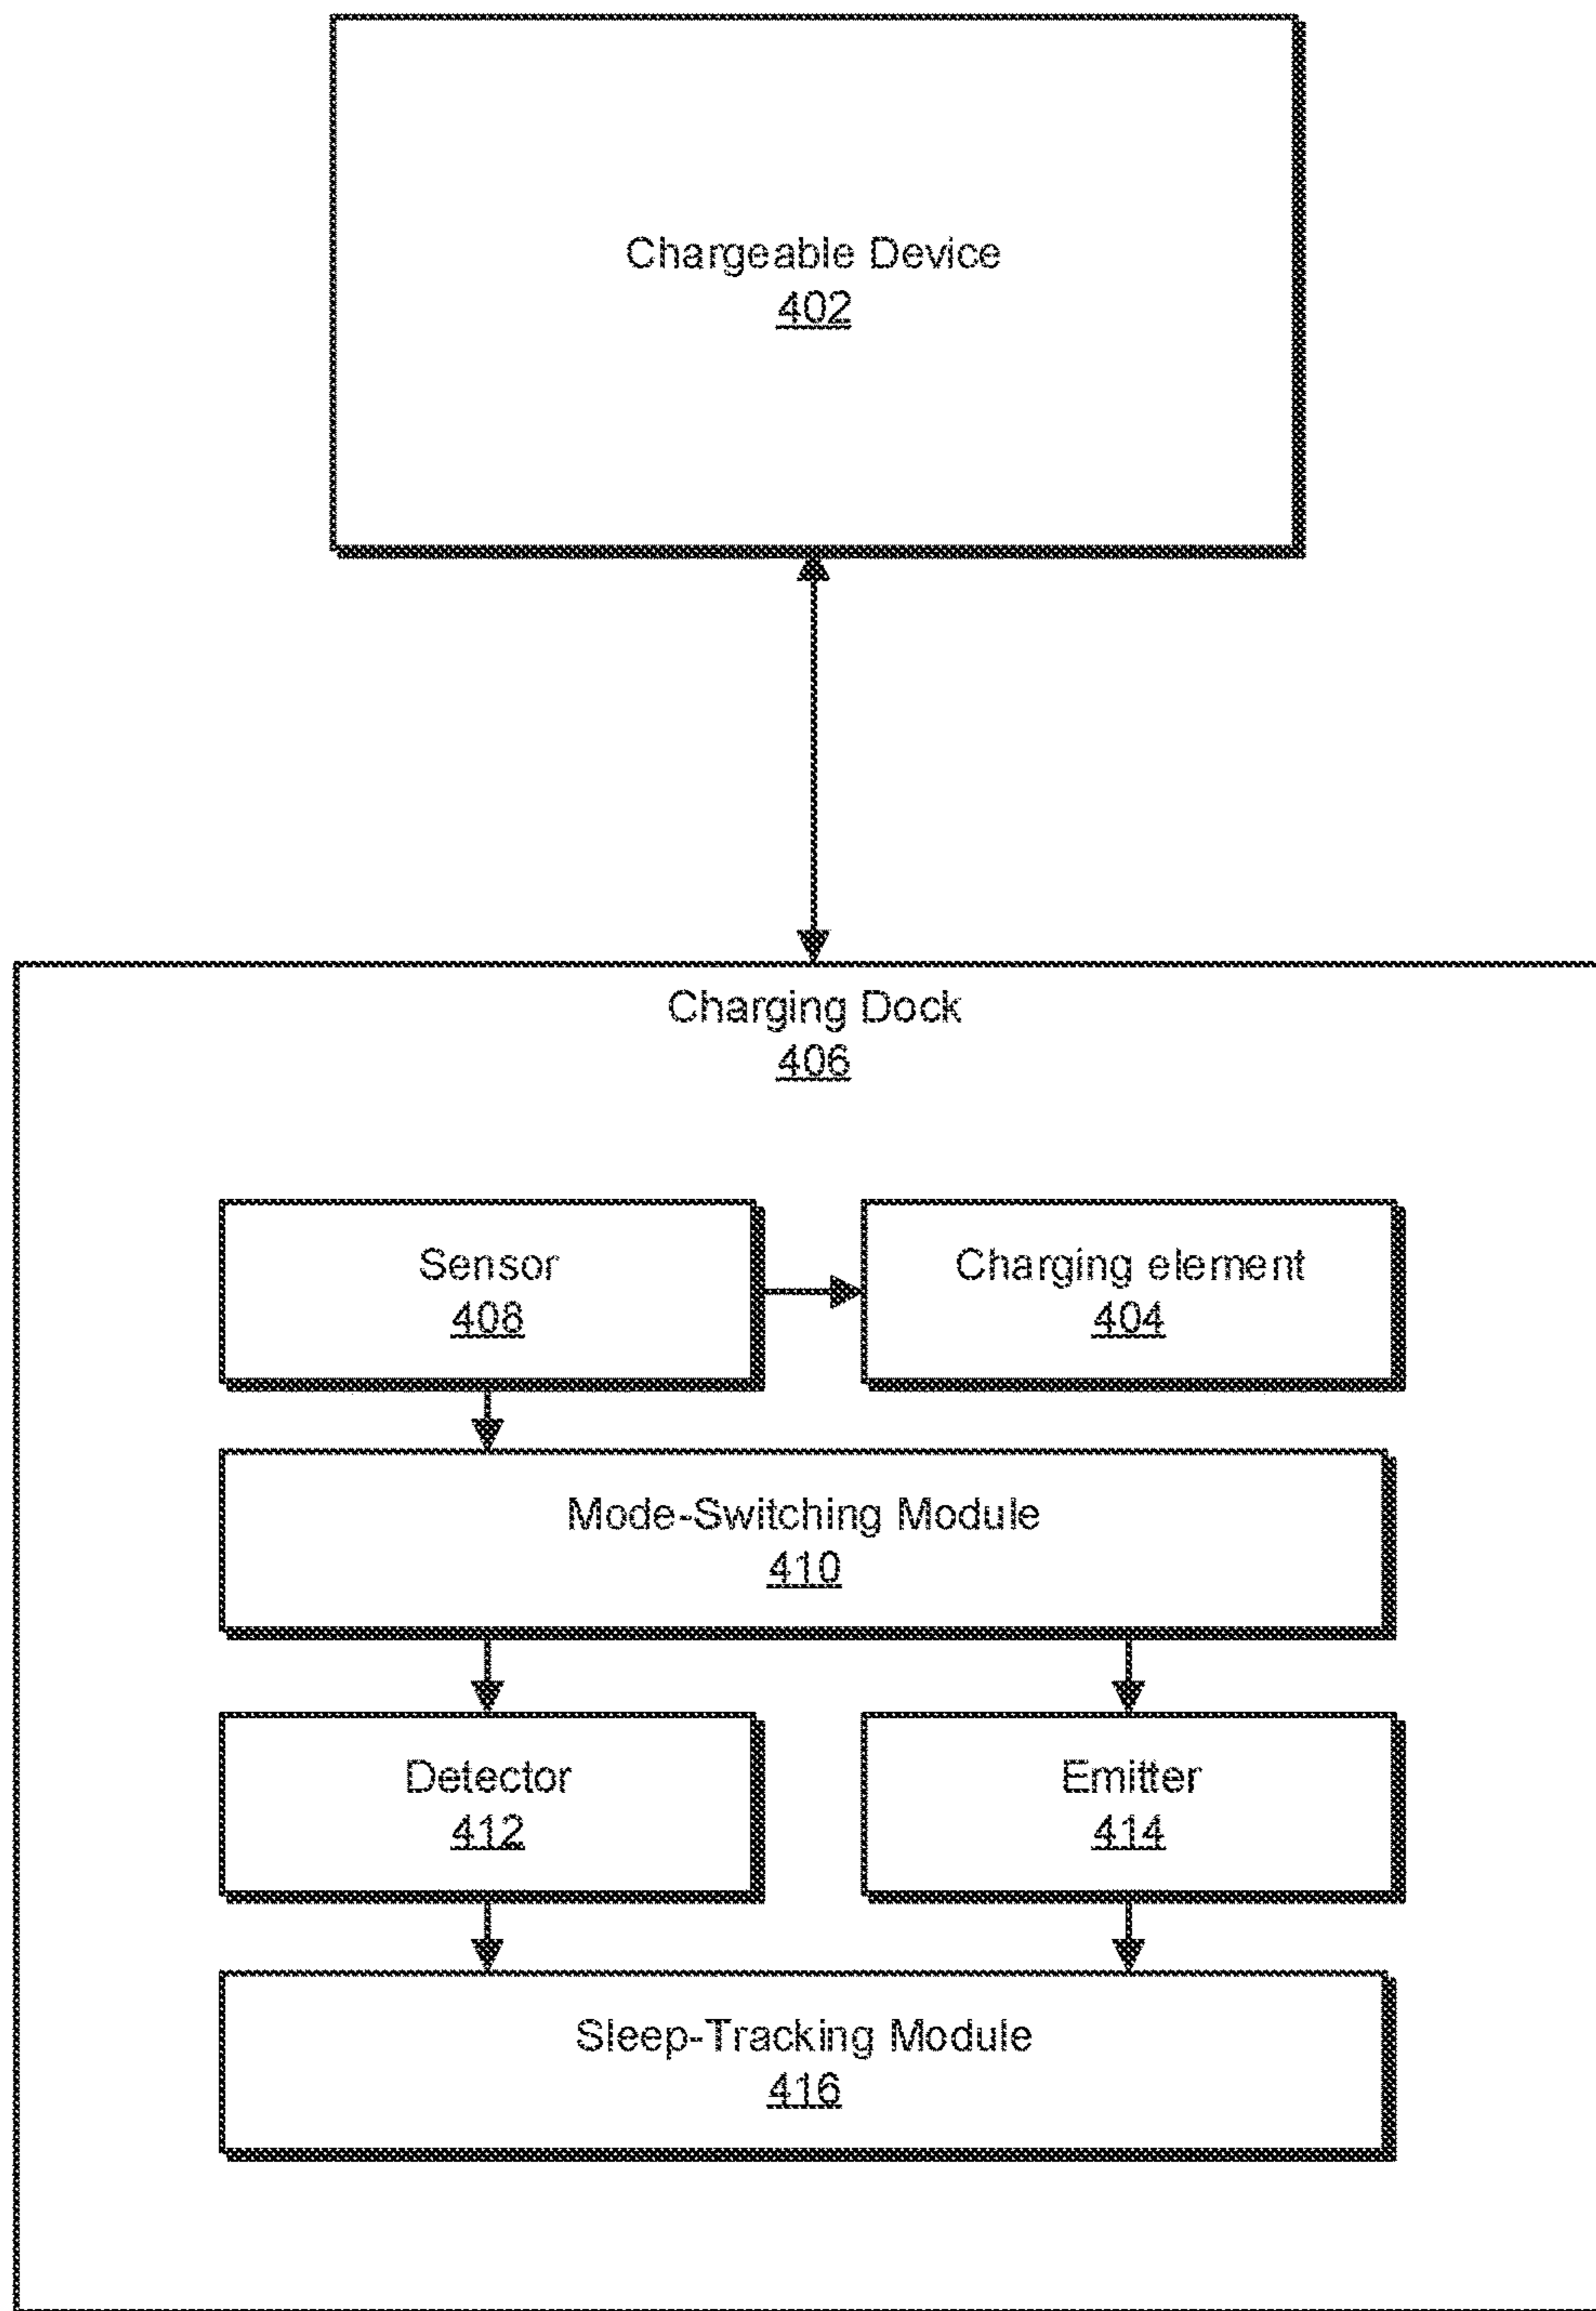 Chargeable Device
402
Charging Dock
406
Sensor
408
Charging element
404
Mode-Switching Module
410
Detector
412
Emitter
414
Sleep-Tracking Module
416